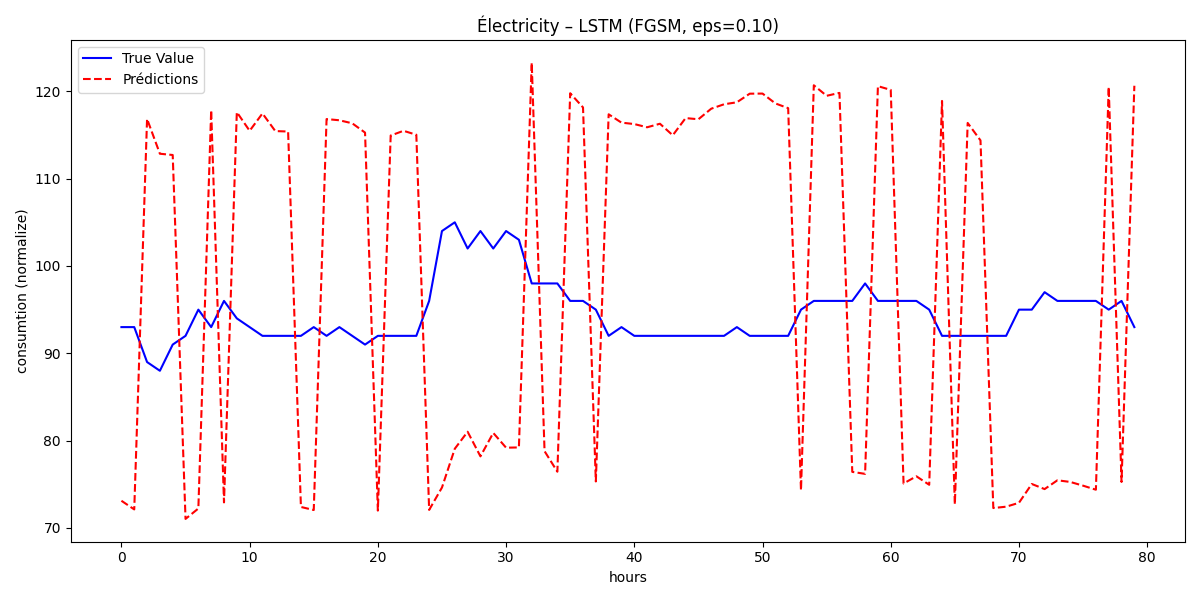 Électricity – LSTM (FGSM, eps=0.10)
True Value
Prédictions
consumtion (normalize)
120
110
100
90
80
70
0 10 20 30 40 50 60 70 80
hours